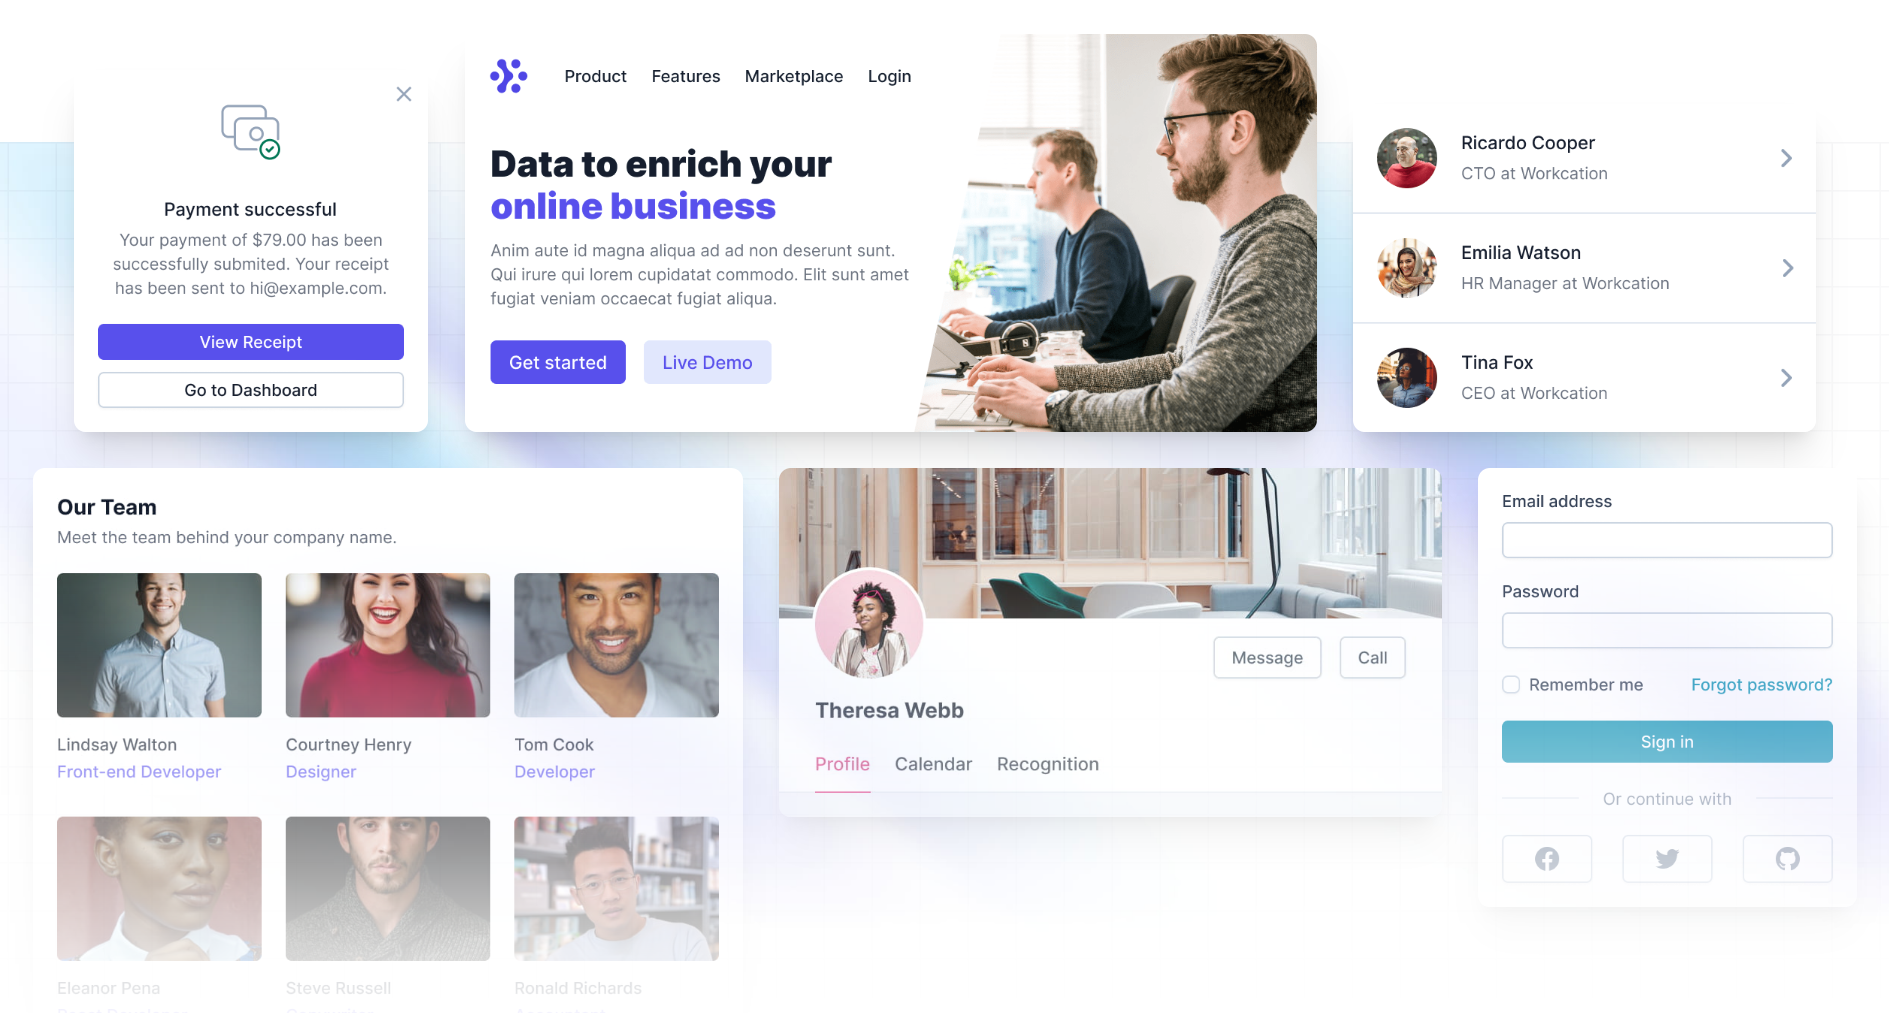 Payment successful
Your payment of $79.00 has been
successfully submited. Your receipt
has been sent to hi@example.com.
View Receipt
Go to Dashboard
Product Features Marketplace Login
Data to enrich your
online business
Anim aute id magna aliqua ad ad non deserunt sunt.
Qui irure qui lorem cupidatat commodo. Elit sunt amet
fugiat veniam occaecat fugiat aliqua.
Get started Live Demo
Ricardo Cooper
CTO at Workcation
Emilia Watson
HR Manager at Workcation
Tina Fox
CEO at Workcation
Our Team
Meet the team behind your company name.
Lindsay Walton
Front-end Developer
Courtney Henry
Designer
Tom Cook
Developer
Eleanor Pena
Steve Russell
Ronald Richards
Theresa Webb
Message Call
Profile Calendar Recognition
Email address
Password
Remember me Forgot password?
Sign in
Or continue with